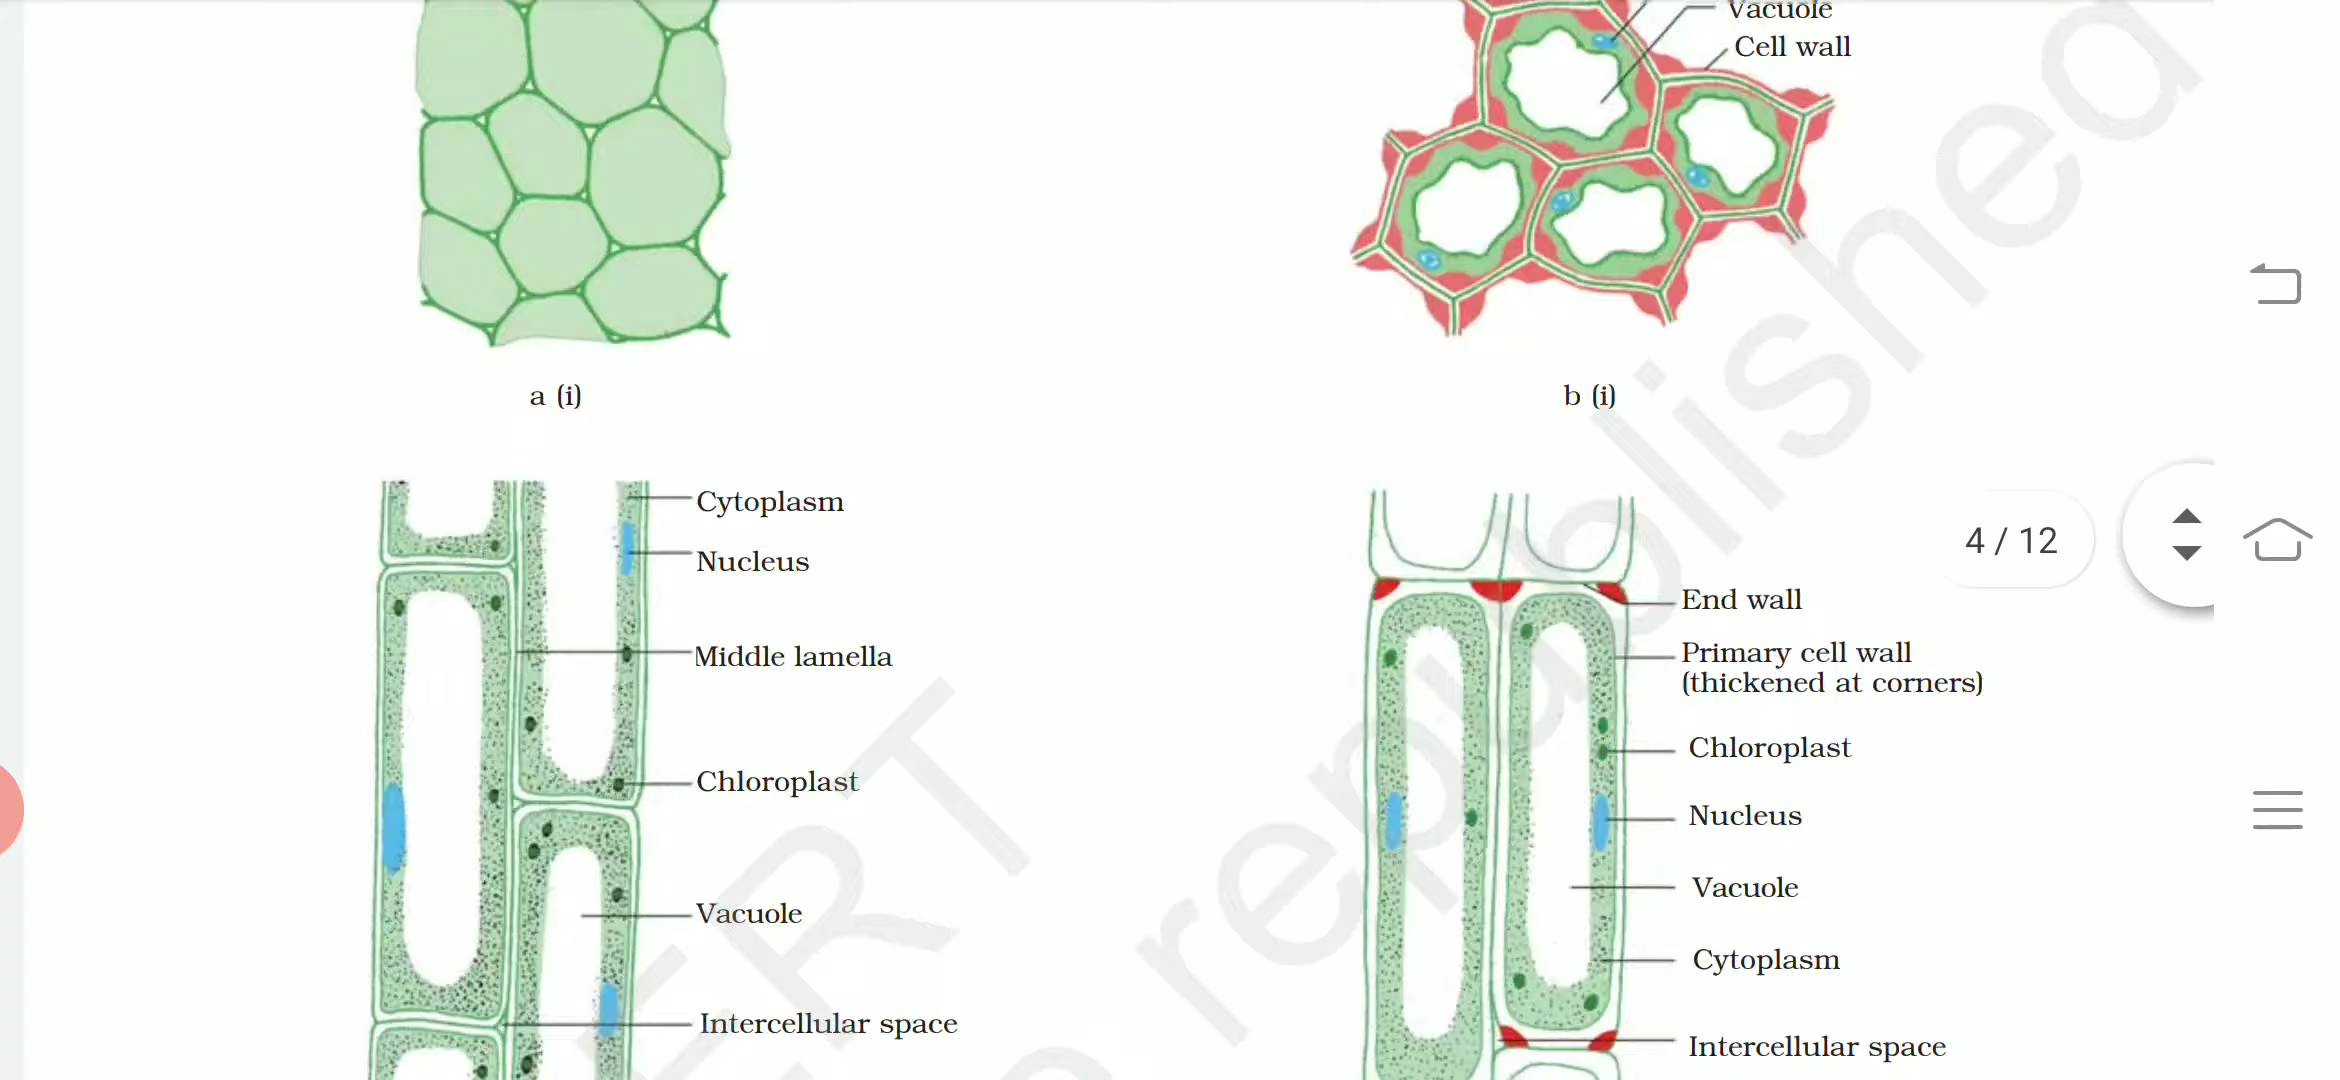 Vacuole
Cell wall
a (i)
b (i)
Cytoplasm
Nucleus
Middle lamella
Chloroplast
Vacuole
Intercellular space
End wall
Primary cell wall
(thickened at corners)
Chloroplast
Nucleus
Vacuole
Cytoplasm
Intercellular space
4 / 12
republished